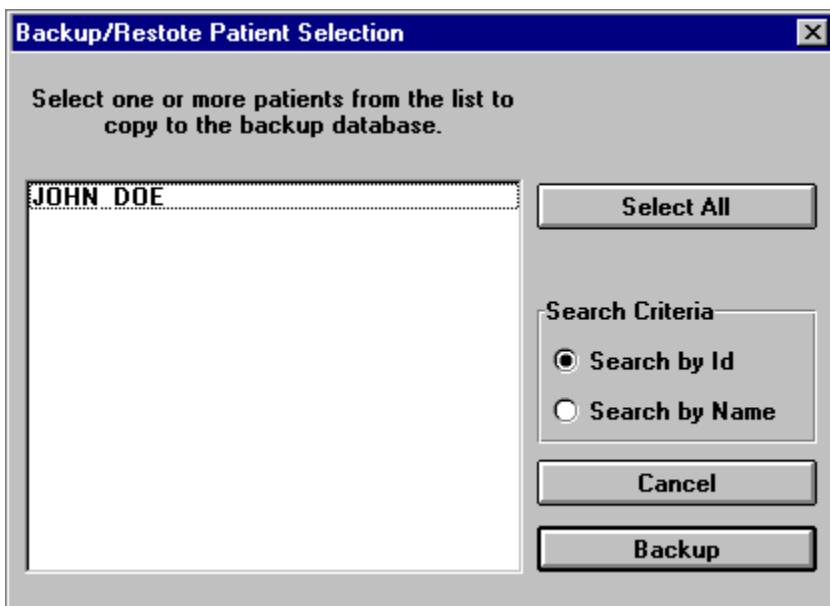 Backup/Restote Patient Selection
Select one or more patients from the list to
copy to the backup database.
JOHN DOE
Select All
Search Criteria
Search by Id
Search by Name
Cancel
Backup